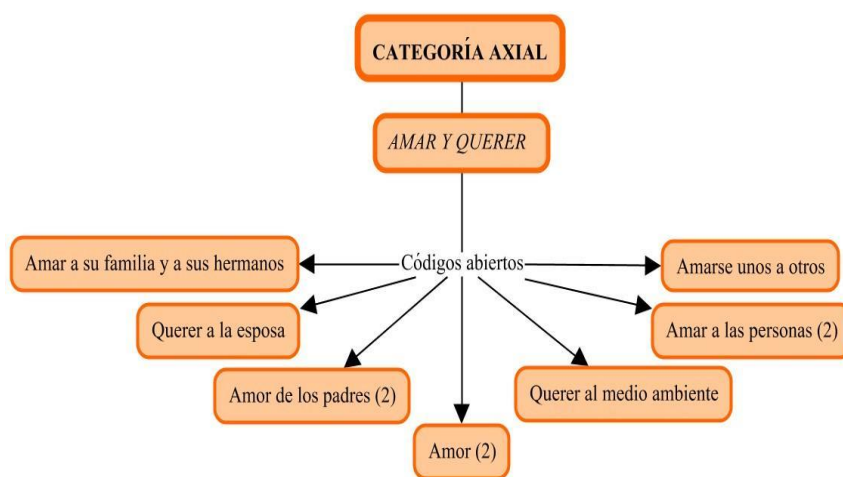 CATEGORÍA AXIAL
AMAR Y QUERER
Códigos abiertos
Amar a su familia y a sus hermanos
Amarse unos a otros
Querer a la esposa
Amar a las personas (2)
Amor de los padres (2)
Querer al medio ambiente
Amor (2)